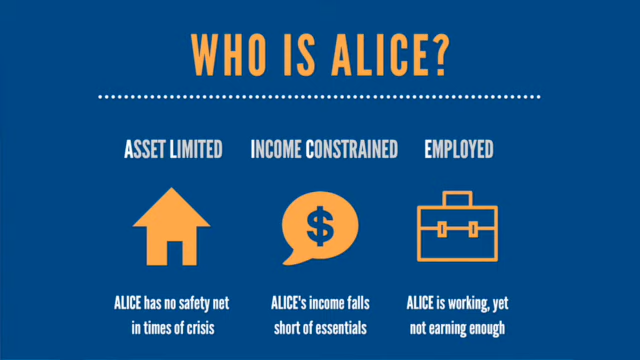 WHO IS ALICE?
ASSET LIMITED
INCOME CONSTRAINED
EMPLOYED
$
ALICE has no safety net
in times of crisis
ALICE's income falls
short of essentials
ALICE is working, yet
not earning enough